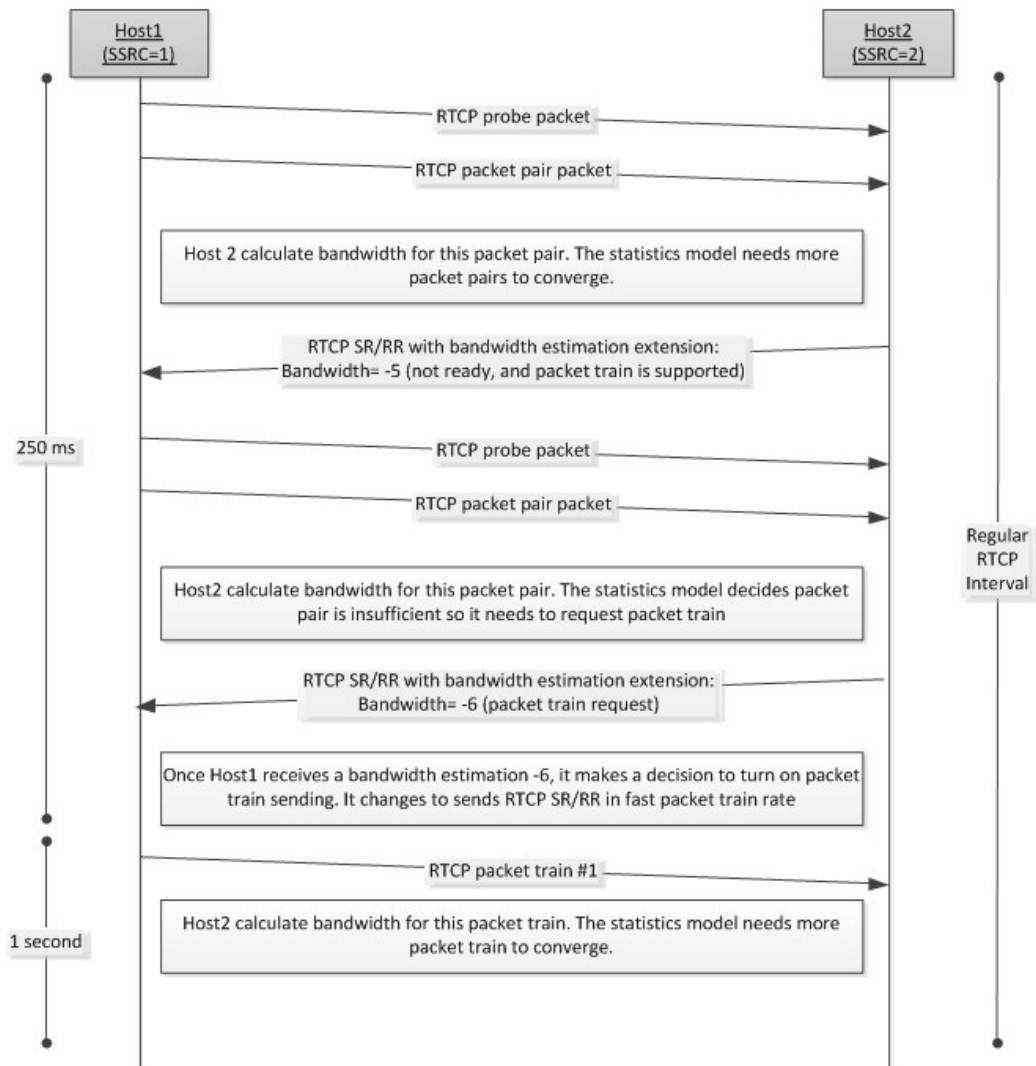 Host1
(SSRC=1)
Host2
(SSRC=2)
RTCP probe packet
RTCP packet pair packet
Host 2 calculate bandwidth for this packet pair. The statistics model needs more
packet pairs to converge.
RTCP SR/RR with bandwidth estimation extension:
Bandwidth= -5 (not ready, and packet train is supported)
250 ms
RTCP probe packet
RTCP packet pair packet
Regular
RTCP
Interval
Host2 calculate bandwidth for this packet pair. The statistics model decides packet
pair is insufficient so it needs to request packet train
RTCP SR/RR with bandwidth estimation extension:
Bandwidth= -6 (packet train request)
Once Host1 receives a bandwidth estimation -6, it makes a decision to turn on packet
train sending. It changes to sends RTCP SR/RR in fast packet train rate
RTCP packet train #1
Host2 calculate bandwidth for this packet train. The statistics model needs more
packet train to converge.
1 second